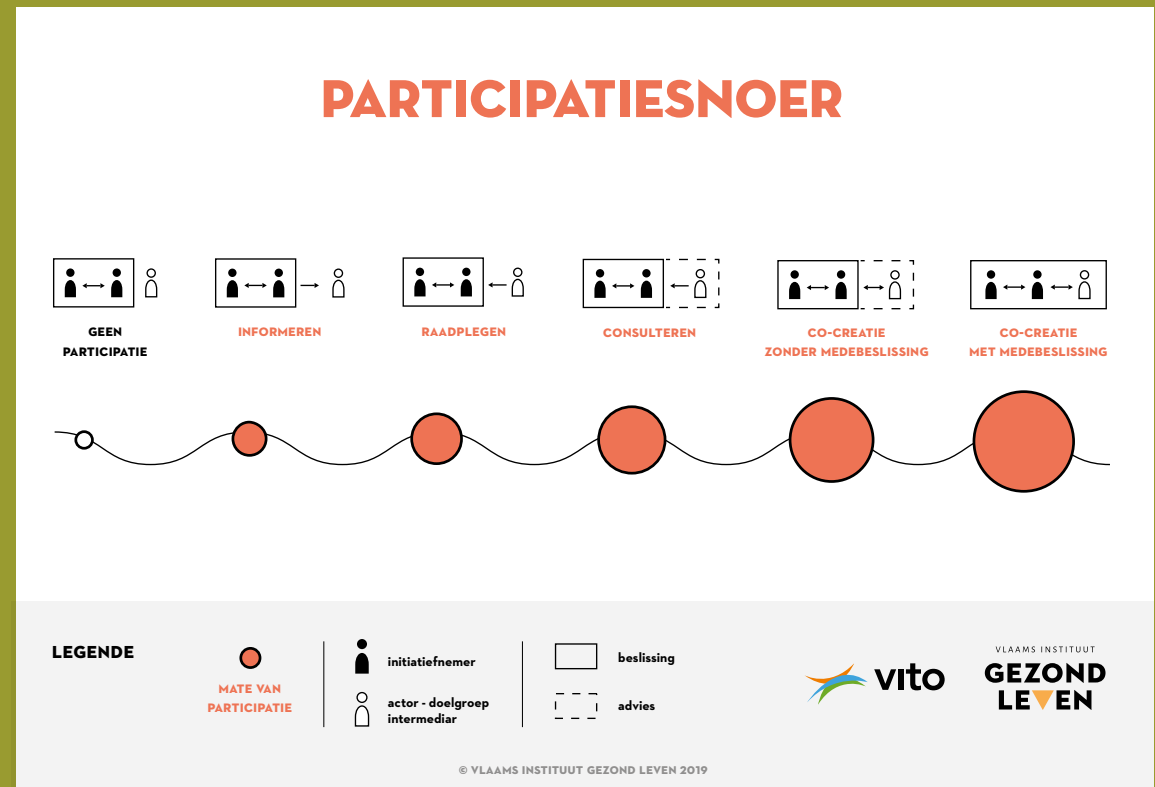 PARTICIPATIESNOER
GEEN
PARTICIPATIE
INFORMEREN
RAADPLEGEN
CONSULTEREN
CO-CREATIE
ZONDER MEDEBESLISSING
CO-CREATIE
MET MEDEBESLISSING
LEGENDE
MATE VAN
PARTICIPATIE
initiatiefnemer
actor - doelgroep
intermediar
beslissing
advies
vito
VLAAMS INSTITUUT
GEZOND
LEVEN
© VLAAMS INSTITUUT GEZOND LEVEN 2019